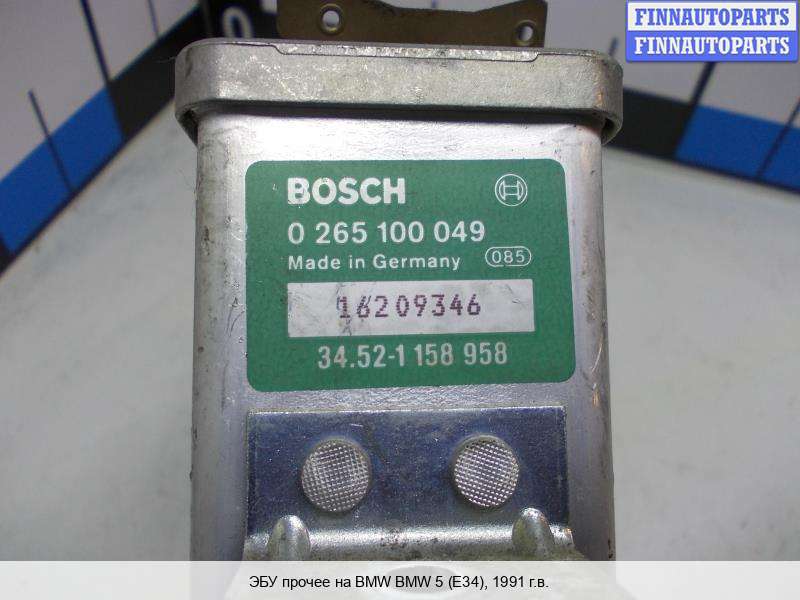 FINNAUTOPARTS
FINNAUTOPARTS
BOSCH
0 265 100 049
Made in Germany 085
16209346
34.52-1 158 958
ЭБУ прочее на BMW BMW 5 (E34), 1991 г.в.